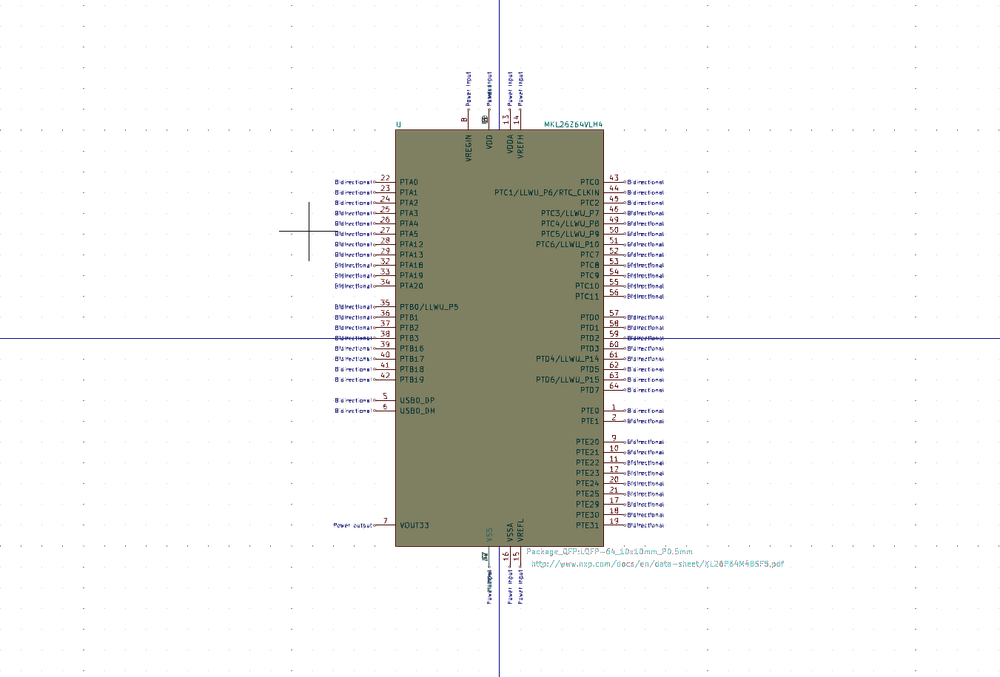 Power input Power input Power input
8 13 14
U MKL26Z64VLH4
VREGIN VDD VDDA VREFH
Bidirectional 22 PTA0 PTC0 43 Bidirectional
Bidirectional 23 PTA1 PTC1/LLWU_P6/RTC_CLKIN 44 Bidirectional
Bidirectional 24 PTA2 PTC2 45 Bidirectional
Bidirectional 25 PTA3 PTC3/LLWU_P7 46 Bidirectional
Bidirectional 26 PTA4 PTC4/LLWU_P8 49 Bidirectional
Bidirectional 27 PTA5 PTC5/LLWU_P9 50 Bidirectional
Bidirectional 28 PTA12 PTC6/LLWU_P10 51 Bidirectional
Bidirectional 29 PTA13 PTC7 52 Bidirectional
Bidirectional 32 PTA18 PTC8 53 Bidirectional
Bidirectional 33 PTA19 PTC9 54 Bidirectional
Bidirectional 34 PTA20 PTC10 55 Bidirectional
PTC11 56 Bidirectional
Bidirectional 35 PTB0/LLWU_P5
Bidirectional 36 PTB1 PTD0 57 Bidirectional
Bidirectional 37 PTB2 PTD1 58 Bidirectional
Bidirectional 38 PTB3 PTD2 59 Bidirectional
Bidirectional 39 PTB16 PTD3 60 Bidirectional
Bidirectional 40 PTB17 PTD4/LLWU_P14 61 Bidirectional
Bidirectional 41 PTB18 PTD5 62 Bidirectional
Bidirectional 42 PTB19 PTD6/LLWU_P15 63 Bidirectional
PTD7 64 Bidirectional
Bidirectional 5 USB0_DP
Bidirectional 6 USB0_DM PTE0 1 Bidirectional
PTE1 2 Bidirectional
PTE20 9 Bidirectional
PTE21 10 Bidirectional
PTE22 11 Bidirectional
PTE23 12 Bidirectional
PTE24 20 Bidirectional
PTE25 21 Bidirectional
PTE29 17 Bidirectional
PTE30 18 Bidirectional
Power output 7 VOUT33 PTE31 19 Bidirectional
VSS VSSA VREFL
16 15
Package_QFP:LQFP-64_10x10mm_P0.5mm
http://www.nxp.com/docs/en/data-sheet/KL26P64M48SF5.pdf
Power input Power input